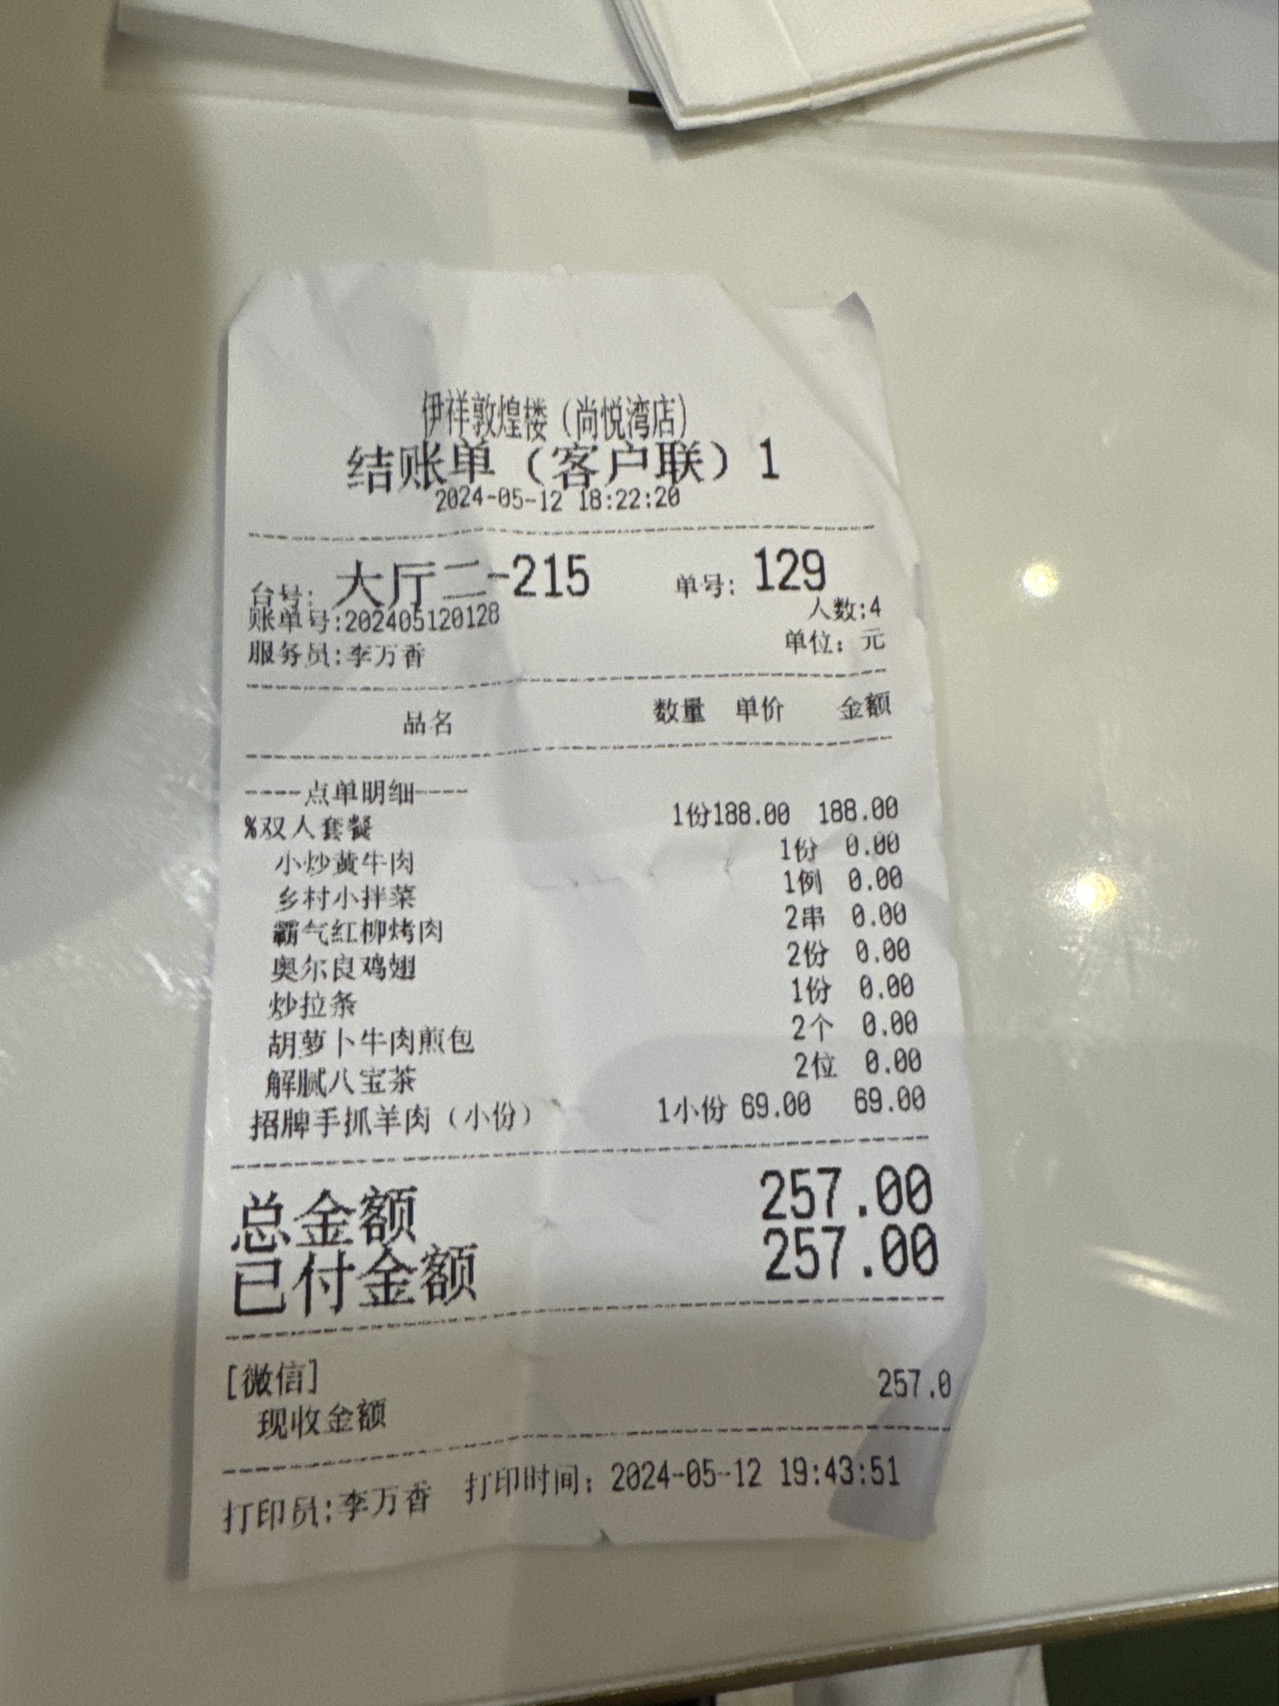 伊祥敦煌楼（尚悦湾店）
结账单（客户联）1
2024-05-12 18:22:20
台号: 大厅二-215 单号: 129
账单号:202405120128 人数:4
服务员:李万香 单位: 元
品名 数量 单价 金额
----点单明细----
%双人套餐 1份188.00 188.00
小炒黄牛肉 1份 0.00
乡村小拌菜 1例 0.00
霸气红柳烤肉 2串 0.00
奥尔良鸡翅 2份 0.00
炒拉条 1份 0.00
胡萝卜牛肉煎包 2个 0.00
解腻八宝茶 2位 0.00
招牌手抓羊肉（小份） 1小份 69.00 69.00
总金额 257.00
已付金额 257.00
[微信] 257.0
现收金额
打印员:李万香 打印时间: 2024-05-12 19:43:51